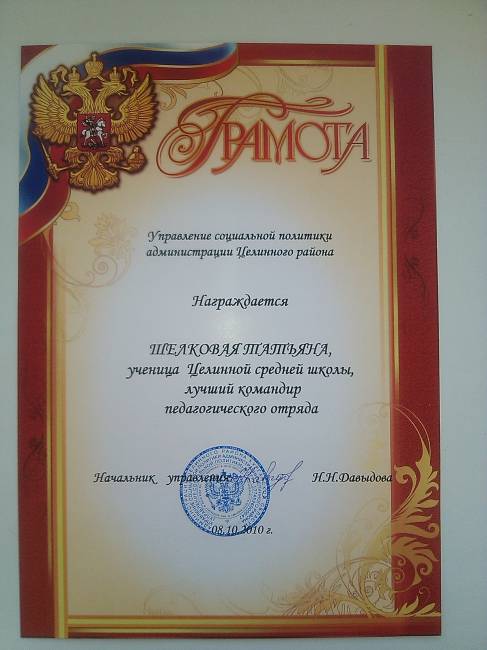 Грамота
Управление социальной политики
администрации Целинного района
Награждается
ШЕЛКОВАЯ ТАТЬЯНА,
ученица Целинной средней школы,
лучший командир
педагогического отряда
Начальник управления Н.Н.Давыдова
08.10.2010 г.